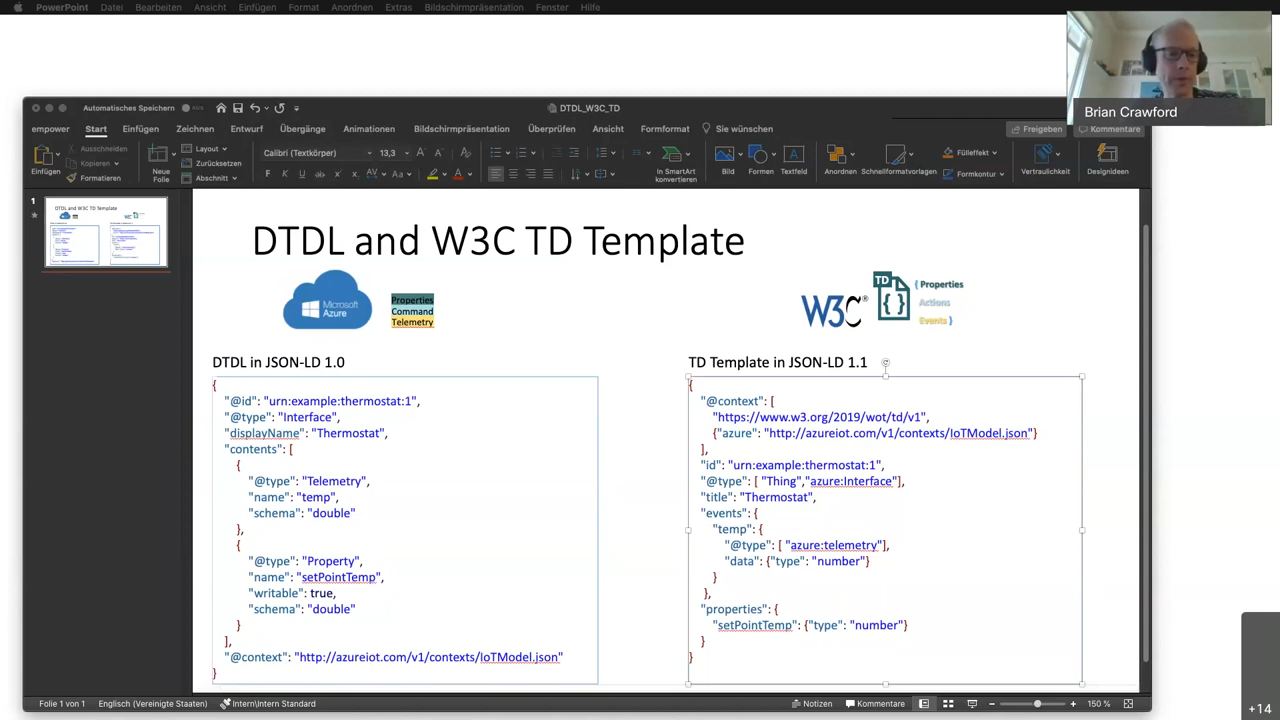 PowerPoint Datei Bearbeiten Ansicht Einfügen Format Anordnen Extras Bildschirmpräsentation Fenster Hilfe
Brian Crawford
Automatisches Speichern
DTDL_W3C_TD
empower Start Einfügen Zeichnen Entwurf Übergänge Animationen Bildschirmpräsentation Überprüfen Ansicht Formformat Sie wünschen
Freigeben Kommentare
Einfügen
Ausschneiden
Kopieren
Formatieren
Neue Folie
Layout
Zurücksetzen
Abschnitt
Calibri (Textkörper) 13,3
In SmartArt konvertieren
Bild Formen Textfeld
Anordnen Schnellformatvorlagen
Fülleffekt
Formkontur
Vertraulichkeit Designideen
1
DTDL and W3C TD Template
Microsoft Azure
Properties
Command
Telemetry
W3C®
TD
{ }
{ Properties
Actions
Events }
DTDL in JSON-LD 1.0
{
"@id": "urn:example:thermostat:1",
"@type": "Interface",
"displayName": "Thermostat",
"contents": [
{
"@type": "Telemetry",
"name": "temp",
"schema": "double"
},
{
"@type": "Property",
"name": "setPointTemp",
"writable": true,
"schema": "double"
}
],
"@context": "http://azureiot.com/v1/contexts/IoTModel.json"
}
TD Template in JSON-LD 1.1
{
"@context": [
"https://www.w3.org/2019/wot/td/v1",
{"azure": "http://azureiot.com/v1/contexts/IoTModel.json"}
],
"id": "urn:example:thermostat:1",
"@type": [ "Thing","azure:Interface"],
"title": "Thermostat",
"events": {
"temp": {
"@type": [ "azure:telemetry"],
"data": {"type": "number"}
}
},
"properties": {
"setPointTemp": {"type": "number"}
}
}
Folie 1 von 1 Englisch (Vereinigte Staaten) Intern\Intern Standard
Notizen Kommentare 150 %
+14